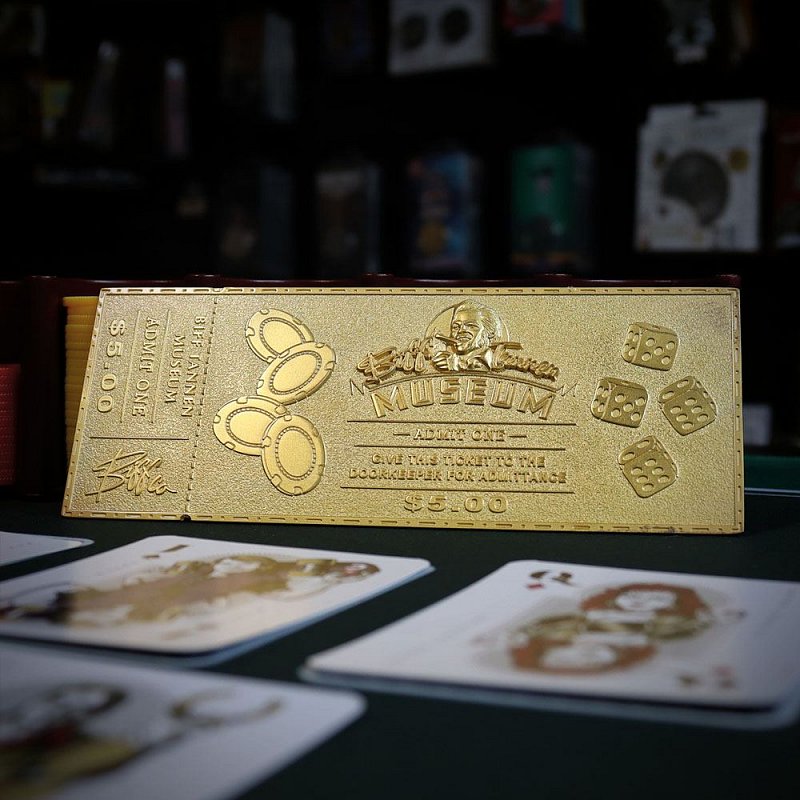 BIFF TANNEN
MUSEUM
ADMIT ONE
$5.00
BiffCo
Biff Tannen
MUSEUM
ADMIT ONE
GIVE THIS TICKET TO THE
DOORKEEPER FOR ADMITTANCE
$5.00
J
Q